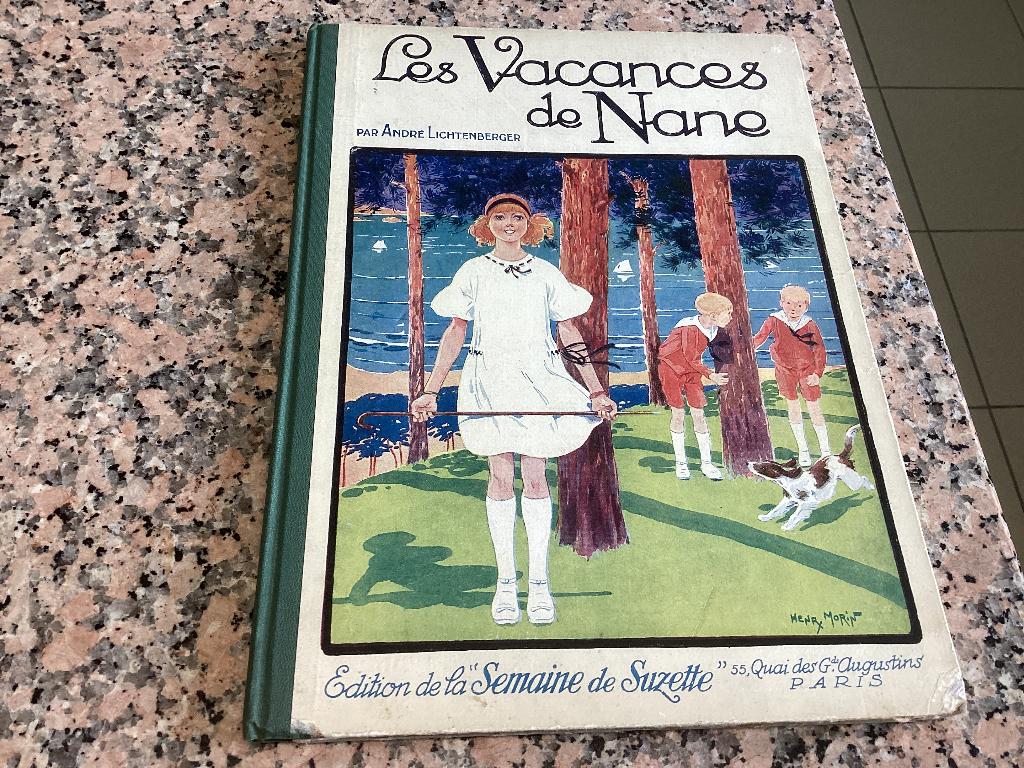 Les Vacances
de Nane
PAR ANDRÉ LICHTENBERGER
HENRY MORIN
Edition de la "Semaine de Suzette" 55, Quai des Gds Augustins
PARIS